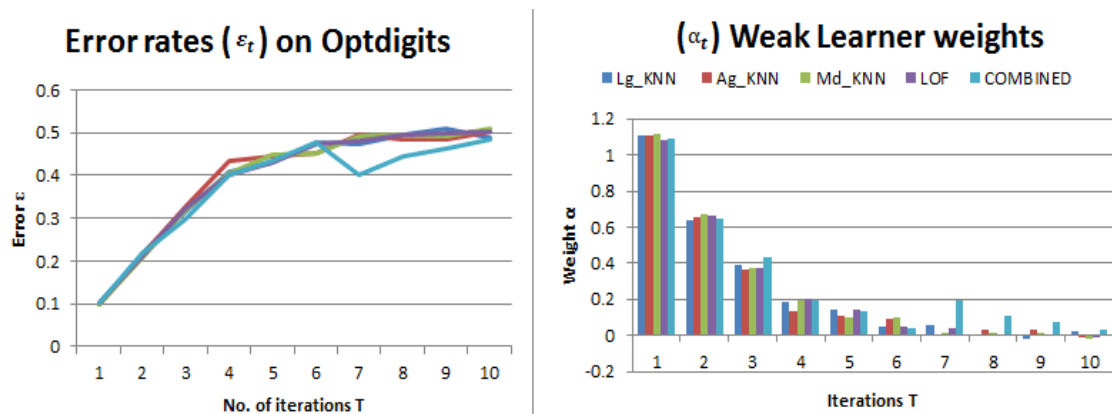 Error rates (εt) on Optdigits
0.6
0.5
0.4
0.3
0.2
0.1
0
Error ε
1 2 3 4 5 6 7 8 9 10
No. of iterations T
(αt) Weak Learner weights
Lg_KNN Ag_KNN Md_KNN LOF COMBINED
1.2
1
0.8
0.6
0.4
0.2
0
-0.2
Weight α
1 2 3 4 5 6 7 8 9 10
Iterations T